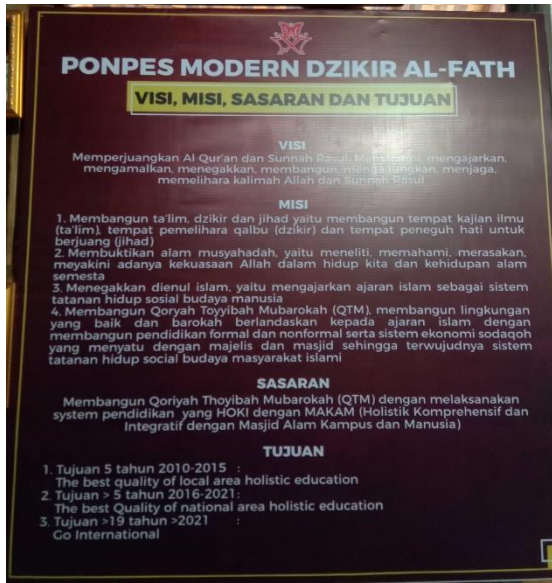 PONPES MODERN DZIKIR AL-FATH
VISI, MISI, SASARAN DAN TUJUAN
VISI
Memperjuangkan Al Qur'an dan Sunnah Rasul, mengajarkan,
mengamalkan, menegakkan, membangun, menjaga,
memelihara kalimah Allah dan Sunnah Rasul
MISI
1. Membangun ta'lim, dzikir dan jihad yaitu membangun tempat kajian ilmu
(ta'lim), tempat pemelihara qalbu (dzikir) dan tempat peneguh hati untuk
berjuang (jihad)
2. Membuktikan alam musyahadah, yaitu meneliti, memahami, merasakan,
meyakini adanya kekuasaan Allah dalam hidup kita dan kehidupan alam
semesta
3. Menegakkan dienul islam, yaitu mengajarkan ajaran islam sebagai sistem
tatanan hidup sosial budaya manusia
4. Membangun Qoryah Toyyibah Mubarokah (QTM), membangun lingkungan
yang baik dan barokah berlandaskan kepada ajaran islam dengan
membangun pendidikan formal dan nonformal serta sistem ekonomi sodaqoh
yang menyatu dengan majelis dan masjid sehingga terwujudnya sistem
tatanan hidup social budaya masyarakat islami
SASARAN
Membangun Qoriyah Thoyibah Mubarokah (QTM) dengan melaksanakan
system pendidikan yang HOKI dengan MAKAM (Holistik Komprehensif dan
Integratif dengan Masjid Alam Kampus dan Manusia)
TUJUAN
1. Tujuan 5 tahun 2010-2015 :
The best quality of local area holistic education
2. Tujuan > 5 tahun 2016-2021:
The best Quality of national area holistic education
3. Tujuan >19 tahun >2021 :
Go International